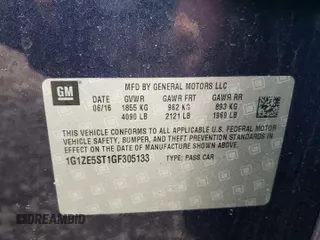 GM
MFD BY GENERAL MOTORS LLC
DATE GVWR GAWR FRT GAWR RR
06/16 1855 KG 962 KG 893 KG
4090 LB 2121 LB 1969 LB
THIS VEHICLE CONFORMS TO ALL APPLICABLE U.S. FEDERAL MOTOR
VEHICLE SAFETY, BUMPER, AND THEFT PREVENTION STANDARDS
IN EFFECT ON THE DATE OF MANUFACTURE SHOWN ABOVE.
1G1ZE5ST1GF305133 TYPE: PASS CAR
DREAMBID